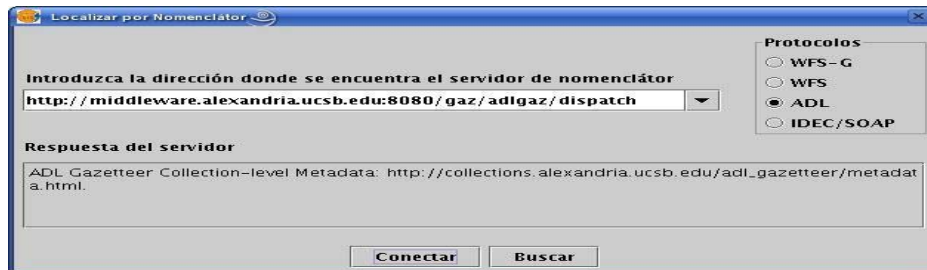 Localizar por Nomenclátor
Protocolos
WFS-G
WFS
ADL
IDEC/SOAP
Introduzca la dirección donde se encuentra el servidor de nomenclátor
http://middleware.alexandria.ucsb.edu:8080/gaz/adlgaz/dispatch
Respuesta del servidor
ADL Gazetteer Collection-level Metadata: http://collections.alexandria.ucsb.edu/adl_gazetteer/metadat
a.html.
Conectar Buscar